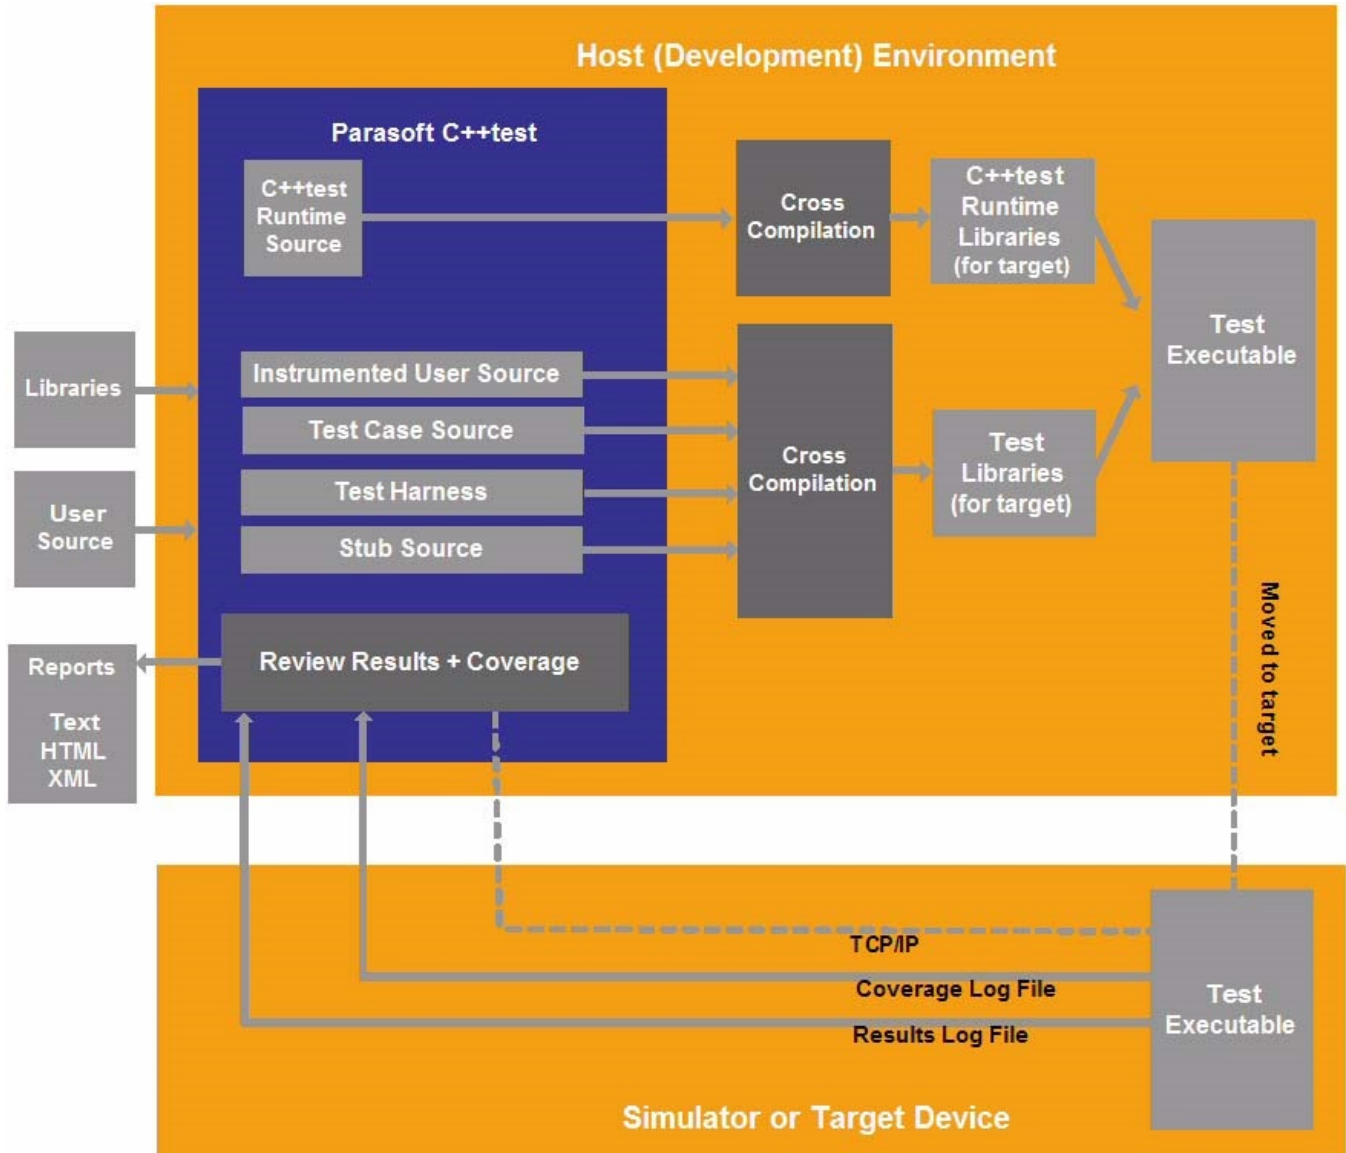 Host (Development) Environment
Parasoft C++test
C++test
Runtime
Source
Cross
Compilation
C++test
Runtime
Libraries
(for target)
Test
Executable
Libraries
User
Source
Instrumented User Source
Test Case Source
Test Harness
Stub Source
Cross
Compilation
Test
Libraries
(for target)
Moved to target
Review Results + Coverage
Reports
Text
HTML
XML
TCP/IP
Coverage Log File
Results Log File
Test
Executable
Simulator or Target Device